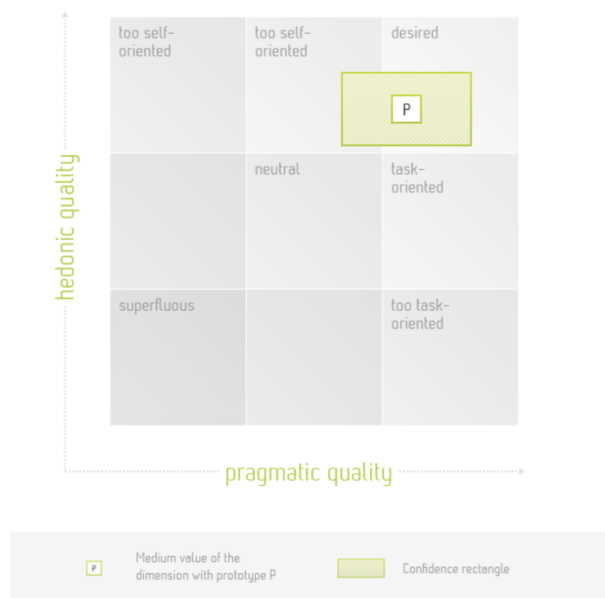 too self-
oriented
too self-
oriented
desired
P
neutral
task-
oriented
hedonic quality
superfluous
too task-
oriented
pragmatic quality
P
Medium value of the
dimension with prototype P
Confidence rectangle